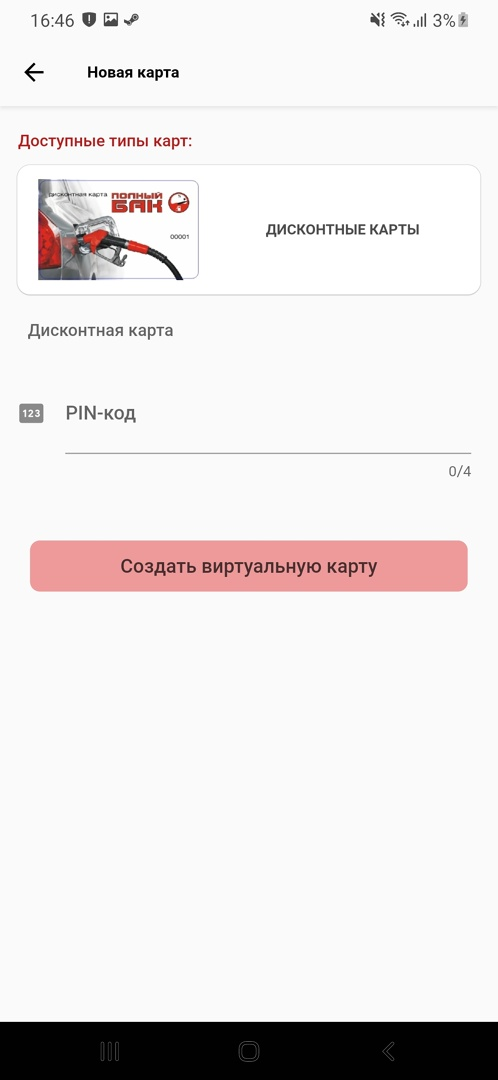 16:46
3%
Новая карта
Доступные типы карт:
дисконтная карта
ПОЛНЫЙ
БАК
00001
ДИСКОНТНЫЕ КАРТЫ
Дисконтная карта
123
PIN-код
0/4
Создать виртуальную карту